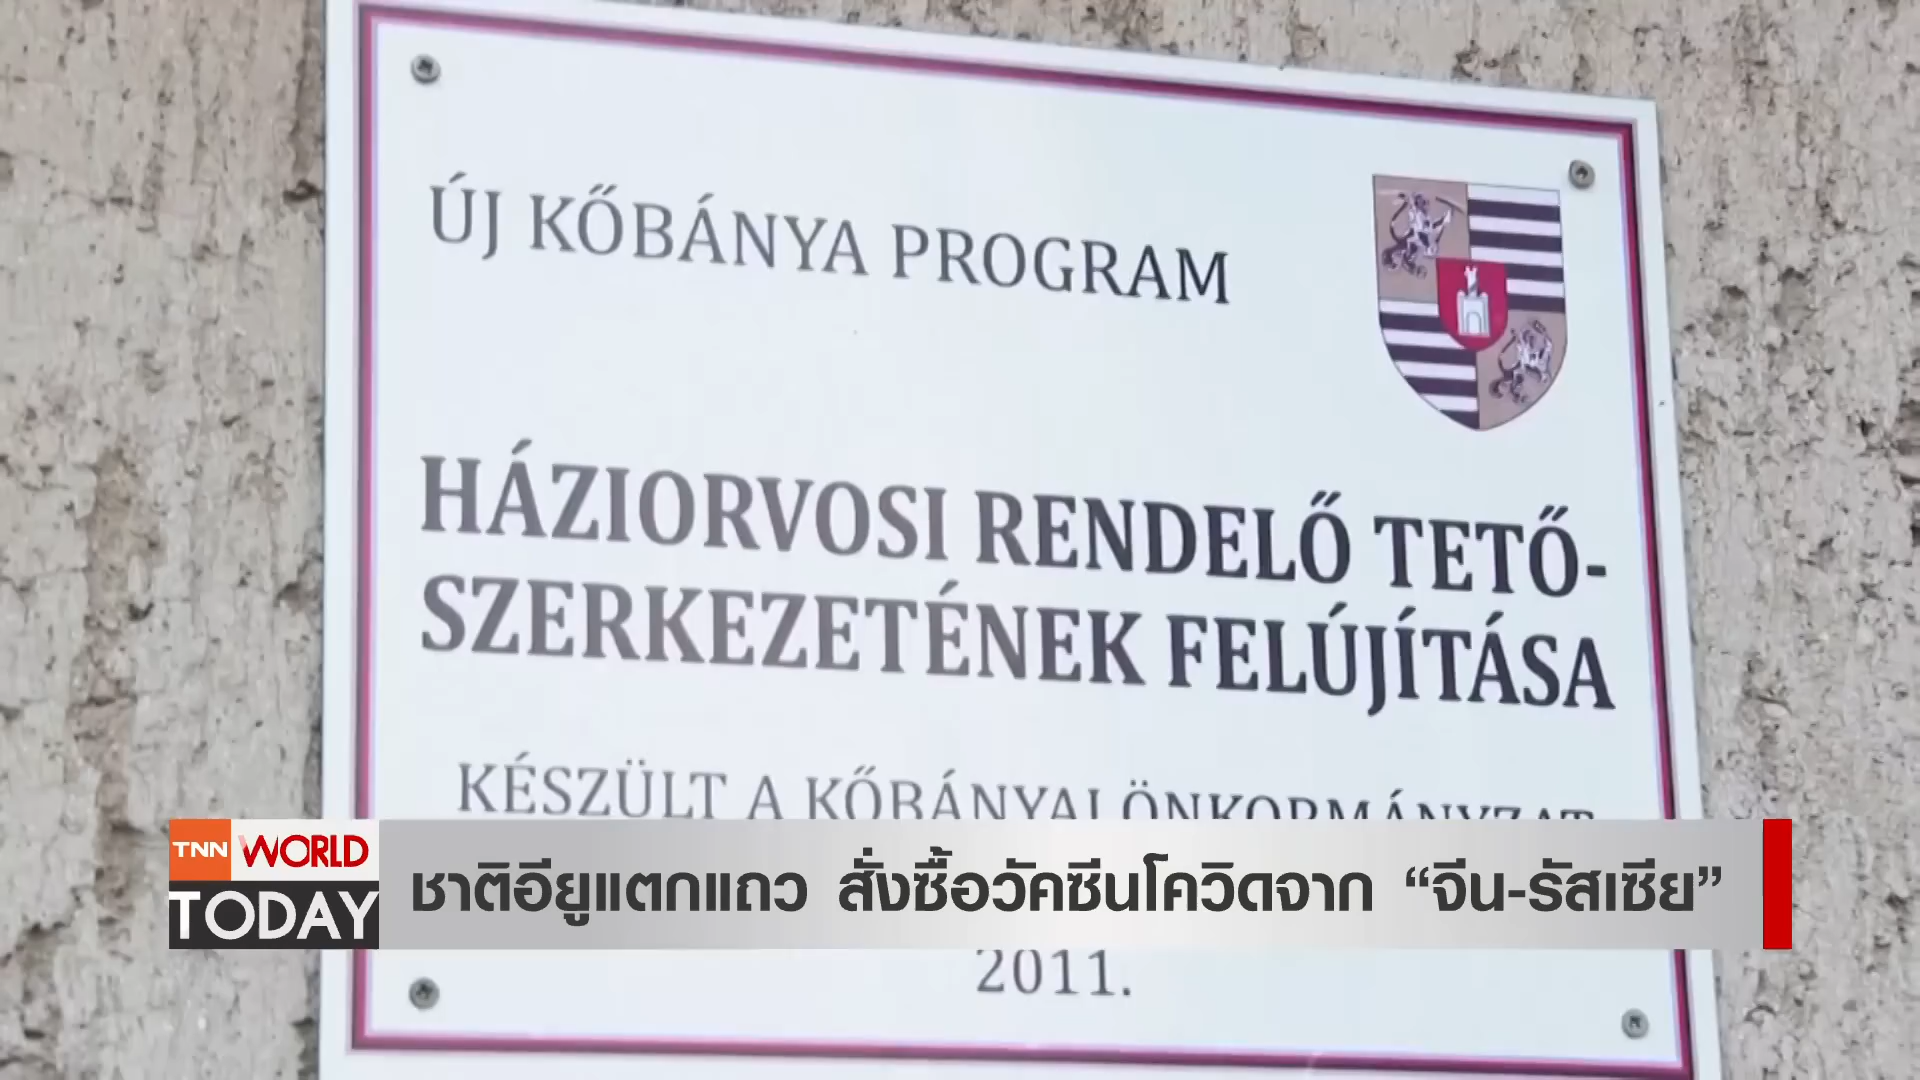 ÚJ KŐBÁNYA PROGRAM
HÁZIORVOSI RENDELŐ TETŐ-
SZERKEZETÉNEK FELÚJÍTÁSA
KÉSZÜLT A KŐBÁNYAI ÖNKORMÁNYZAT
TNN WORLD
TODAY
ชาติอียูแตกแถว สั่งซื้อวัคซีนโควิดจาก “จีน-รัสเซีย”
2011.